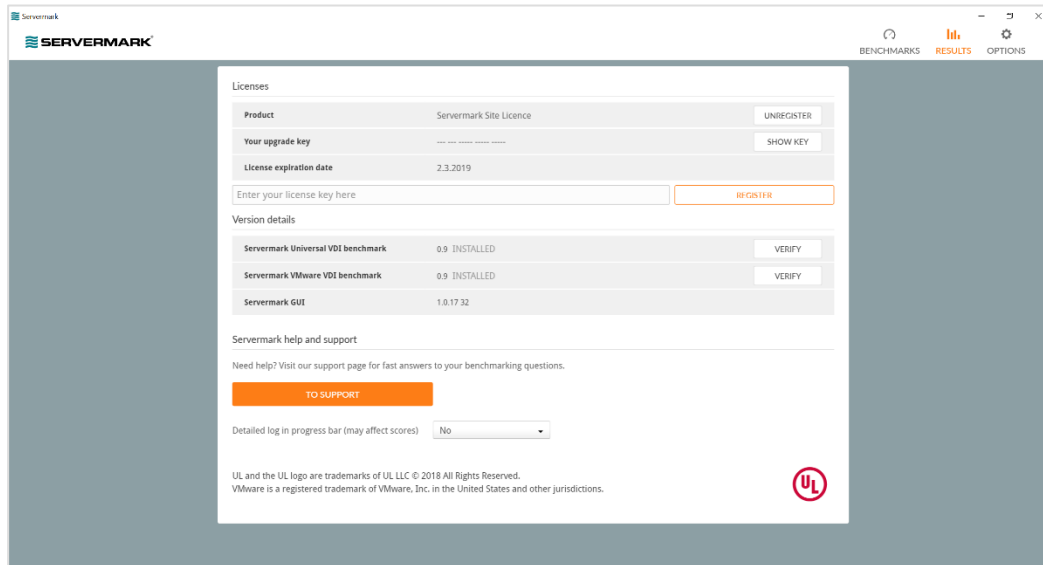 Servermark
SERVERMARK
BENCHMARKS RESULTS OPTIONS
Licenses
Product Servermark Site Licence UNREGISTER
Your upgrade key --- --- ----- ----- ----- SHOW KEY
License expiration date 2.3.2019
Enter your license key here REGISTER
Version details
Servermark Universal VDI benchmark 0.9 INSTALLED VERIFY
Servermark VMware VDI benchmark 0.9 INSTALLED VERIFY
Servermark GUI 1.0.17 32
Servermark help and support
Need help? Visit our support page for fast answers to your benchmarking questions.
TO SUPPORT
Detailed log in progress bar (may affect scores) No
UL and the UL logo are trademarks of UL LLC © 2018 All Rights Reserved.
VMware is a registered trademark of VMware, Inc. in the United States and other jurisdictions.
UL